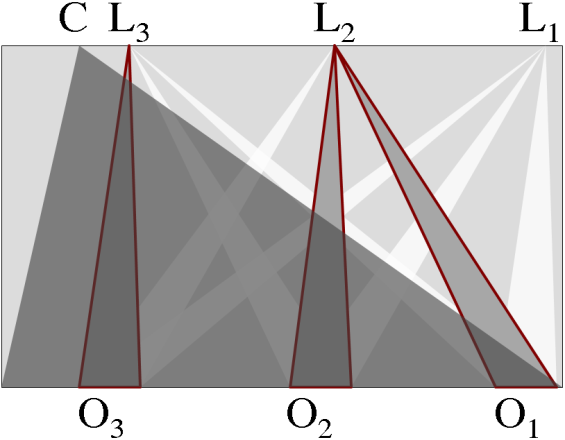 C L₃ L₂ L₁
O₃ O₂ O₁